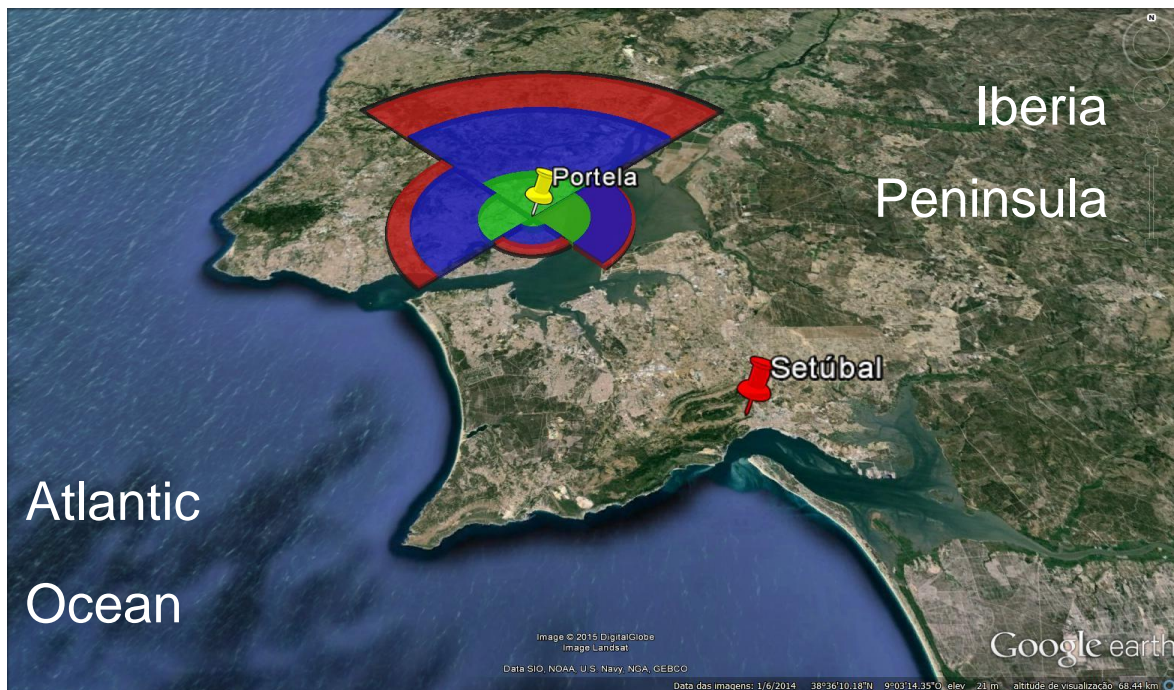 N
Iberia
Peninsula
Portela
Setúbal
Atlantic
Ocean
Image © 2015 DigitalGlobe
Image Landsat
Data SIO, NOAA, U.S. Navy, NGA, GEBCO
Google earth
Data das imagens: 1/6/2014 38°36'10.18"N 9°03'14.35"O elev 21 m altitude de visualização 68.44 km